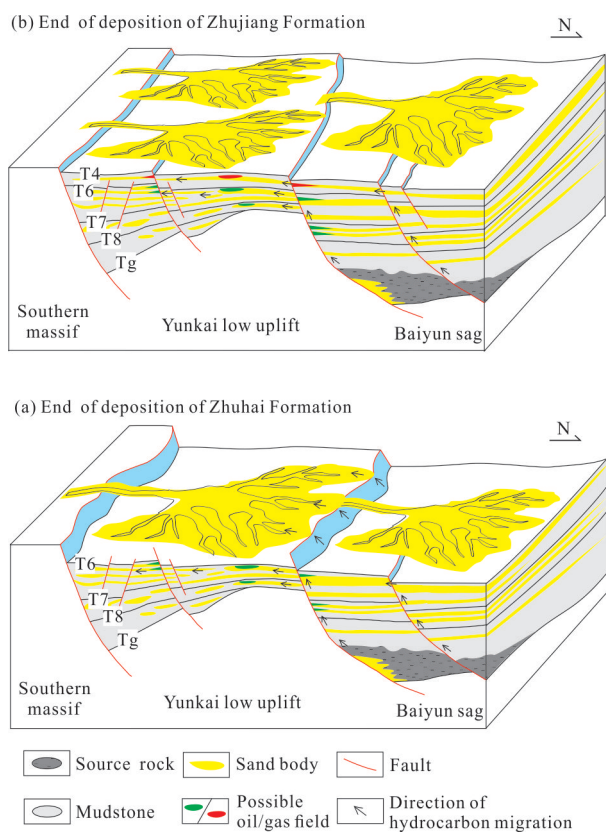 (b) End of deposition of Zhujiang Formation
N
T4
T6
T7
T8
Tg
Southern
massif
Yunkai low uplift
Baiyun sag
(a) End of deposition of Zhuhai Formation
N
T6
T7
T8
Tg
Southern
massif
Yunkai low uplift
Baiyun sag
Source rock
Sand body
Fault
Mudstone
Possible
oil/gas field
Direction of
hydrocarbon migration